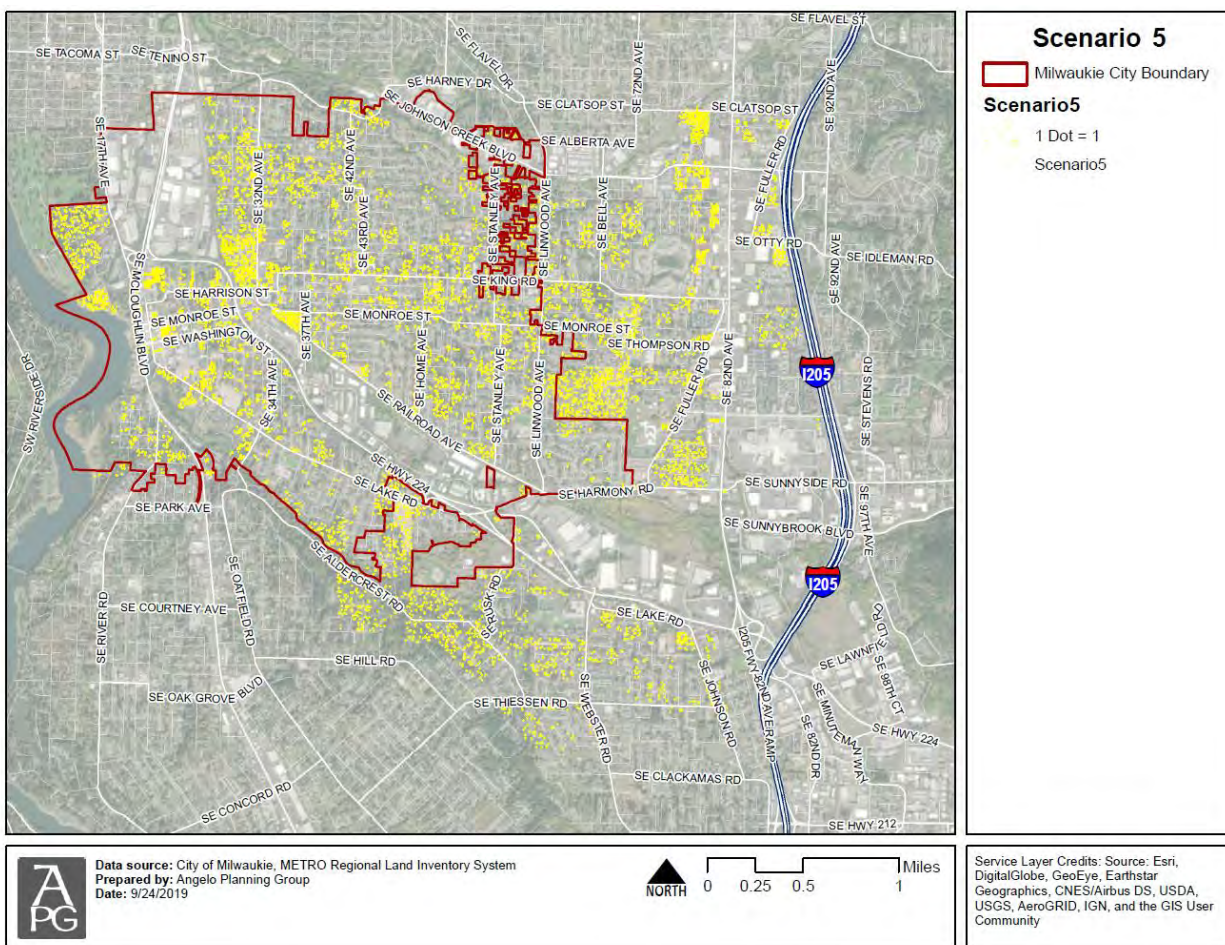 SE FLAVEL ST
SE TACOMA ST
SE TENINO ST
SE FLAVEL DR
SE 72ND AVE
SE 92ND AVE
SE HARNEY DR
SE CLATSOP ST
SE CLATSOP ST
SE JOHNSON CREEK BLVD
SE ALBERTA AVE
SE 17TH AVE
SE 32ND AVE
SE 42ND AVE
SE 43RD AVE
SE STANLEY AVE
SE LINWOOD AVE
SE BELL AVE
SE FULLER RD
SE OTTY RD
SE IDLEMAN RD
SE 92ND AVE
SE MCLOUGHLIN BLVD
SE KING RD
SE HARRISON ST
SE MONROE ST
SE WASHINGTON ST
SE 37TH AVE
SE MONROE ST
SE MONROE ST
SE THOMPSON RD
SE HOME AVE
SE STANLEY AVE
SE LINWOOD AVE
SE FULLER RD
SE 82ND AVE
I205
SE STEVENS RD
SW RIVERSIDE DR
SE 34TH AVE
SE RAILROAD AVE
SE HWY 224
SE LAKE RD
SE HARMONY RD
SE SUNNYSIDE RD
SE PARK AVE
SE SUNNYBROOK BLVD
SE 97TH AVE
I205
SE ALDERCREST RD
SE RUSK RD
SE RIVER RD
SE COURTNEY AVE
SE OATFIELD RD
SE LAKE RD
SE HILL RD
SE OAK GROVE BLVD
SE THIESSEN RD
SE WEBSTER RD
SE JOHNSON RD
I205 FWY-82ND AVE RAMP
SE LAWNFIE
LD RD
SE 98TH CT
SE MINUTEMAN WAY
SE 82ND DR
SE HWY 224
SE CLACKAMAS RD
SE CONCORD RD
SE HWY 212
Scenario 5
Milwaukie City Boundary
Scenario5
1 Dot = 1
Scenario5
APG
Data source: City of Milwaukie, METRO Regional Land Inventory System
Prepared by: Angelo Planning Group
Date: 9/24/2019
NORTH
Miles
0 0.25 0.5 1
Service Layer Credits: Source: Esri,
DigitalGlobe, GeoEye, Earthstar
Geographics, CNES/Airbus DS, USDA,
USGS, AeroGRID, IGN, and the GIS User
Community